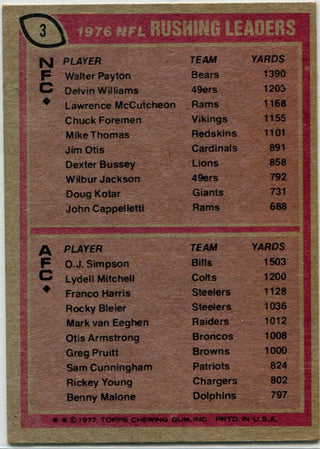 3
1976 NFL RUSHING LEADERS
NFC
PLAYER TEAM YARDS
Walter Payton Bears 1390
Delvin Williams 49ers 1203
Lawrence McCutcheon Rams 1168
Chuck Foremen Vikings 1155
Mike Thomas Redskins 1101
Jim Otis Cardinals 891
Dexter Bussey Lions 858
Wilbur Jackson 49ers 792
Doug Kotar Giants 731
John Cappelletti Rams 688
AFC
PLAYER TEAM YARDS
O.J. Simpson Bills 1503
Lydell Mitchell Colts 1200
Franco Harris Steelers 1128
Rocky Bleier Steelers 1036
Mark van Eeghen Raiders 1012
Otis Armstrong Broncos 1008
Greg Pruitt Browns 1000
Sam Cunningham Patriots 824
Rickey Young Chargers 802
Benny Malone Dolphins 797
** © 1977 TOPPS CHEWING GUM, INC. PRTD. IN U.S.A.